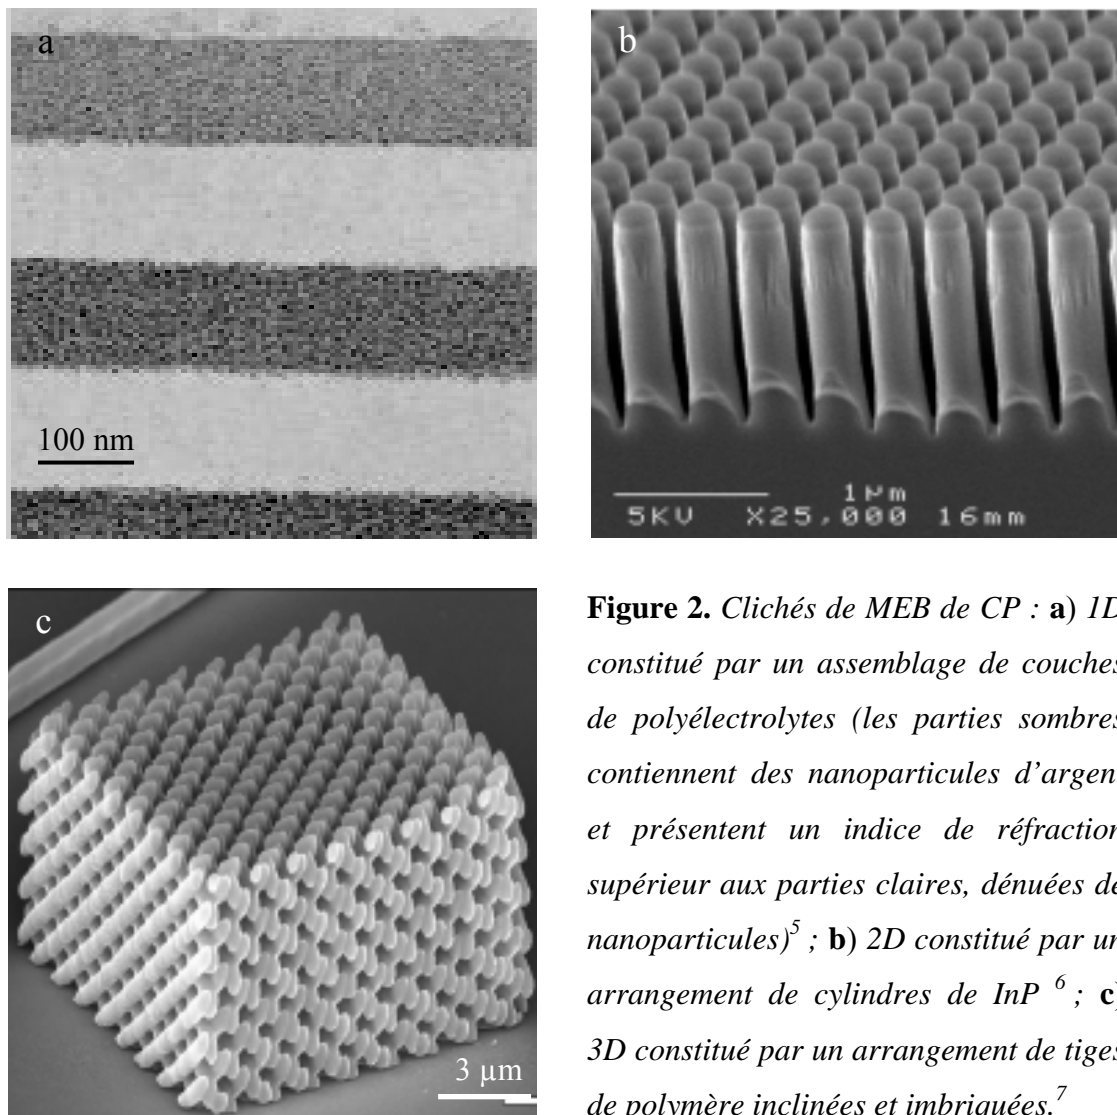 a
100 nm
b
1µm
5KV X25,000 16mm
c
3 µm
Figure 2. Clichés de MEB de CP : a) 1D
constitué par un assemblage de couches
de polyélectrolytes (les parties sombres
contiennent des nanoparticules d'argent
et présentent un indice de réfraction
supérieur aux parties claires, dénuées de
nanoparticules)5 ; b) 2D constitué par un
arrangement de cylindres de InP 6 ; c)
3D constitué par un arrangement de tiges
de polymère inclinées et imbriquées.7